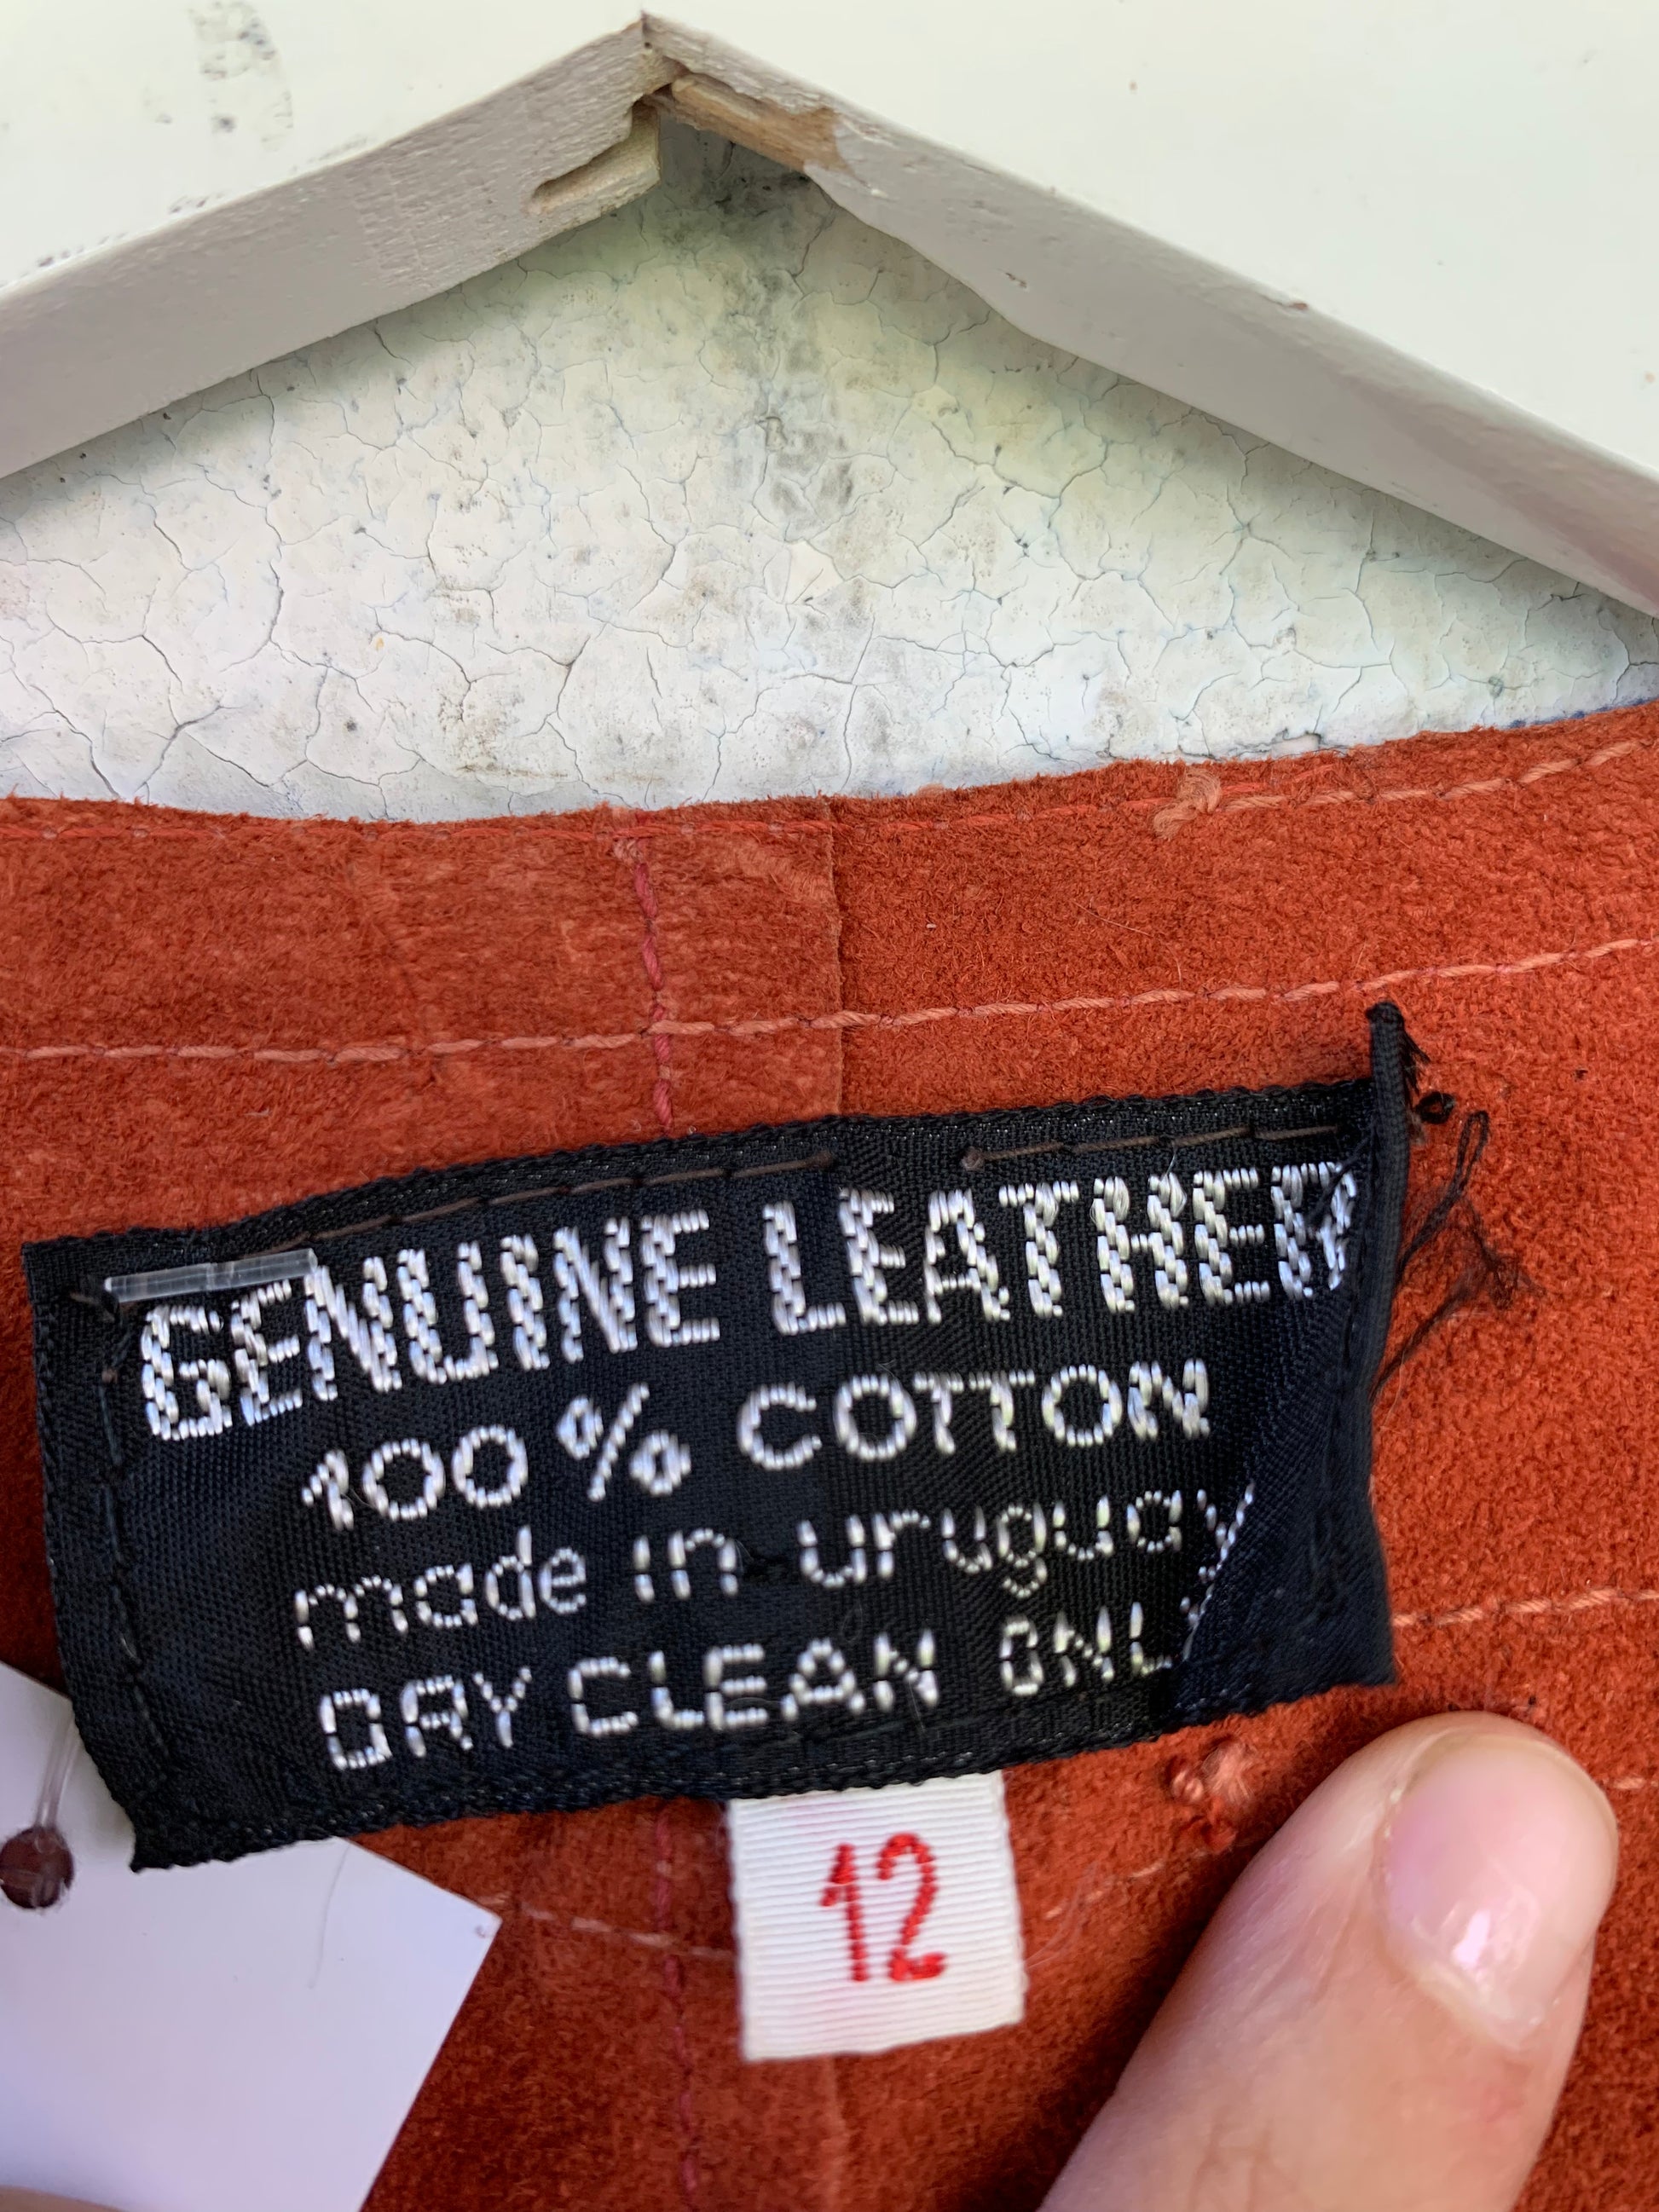 GENUINE LEATHER
100% COTTON
made in uruguay
DRY CLEAN ONLY
12